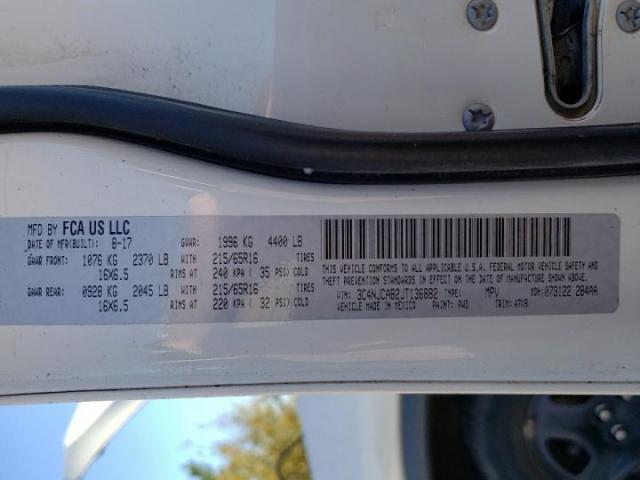 MFD BY FCA US LLC
DATE OF MFR(BUILT): 8-17 GVWR: 1996 KG 4400 LB
GAWR FRONT: 1076 KG 2370 LB WITH 215/65R16 TIRES
16X6.5 RIMS AT 240 KPA ( 35 PSI) COLD
GAWR REAR: 0928 KG 2045 LB WITH 215/65R16 TIRES
16X6.5 RIMS AT 220 KPA ( 32 PSI) COLD
THIS VEHICLE CONFORMS TO ALL APPLICABLE U.S.A. FEDERAL MOTOR VEHICLE SAFETY AND
THEFT PREVENTION STANDARDS IN EFFECT ON THE DATE OF MANUFACTURE SHOWN ABOVE.
VIN: 3C4NJCAB2JT136882 TYPE: MPV MDH:073122 284AA
VEHICLE MADE IN MEXICO PAINT: PW3 TRIM: A7X9